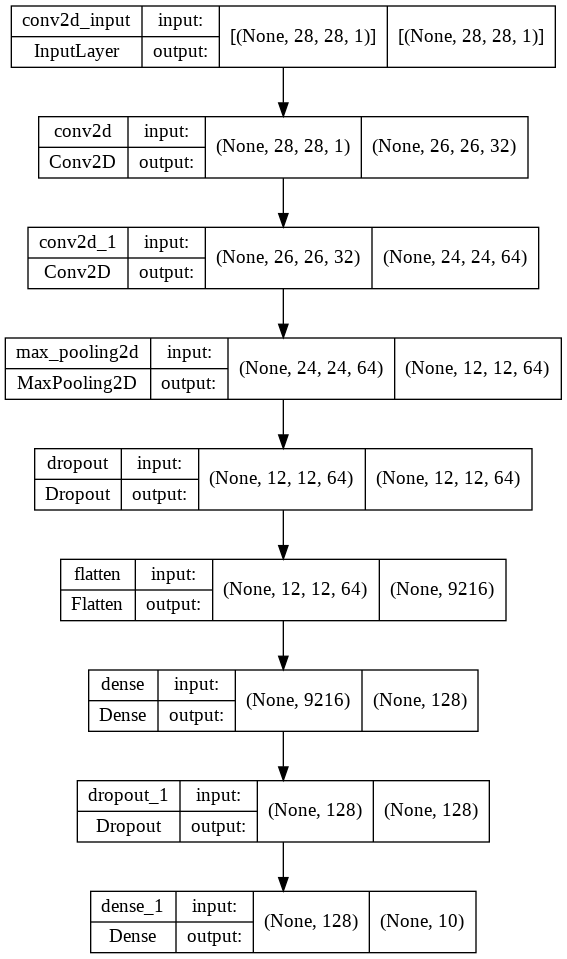 conv2d_input input: [(None, 28, 28, 1)] [(None, 28, 28, 1)]
InputLayer output:
conv2d input: (None, 28, 28, 1) (None, 26, 26, 32)
Conv2D output:
conv2d_1 input: (None, 26, 26, 32) (None, 24, 24, 64)
Conv2D output:
max_pooling2d input: (None, 24, 24, 64) (None, 12, 12, 64)
MaxPooling2D output:
dropout input: (None, 12, 12, 64) (None, 12, 12, 64)
Dropout output:
flatten input: (None, 12, 12, 64) (None, 9216)
Flatten output:
dense input: (None, 9216) (None, 128)
Dense output:
dropout_1 input: (None, 128) (None, 128)
Dropout output:
dense_1 input: (None, 128) (None, 10)
Dense output: